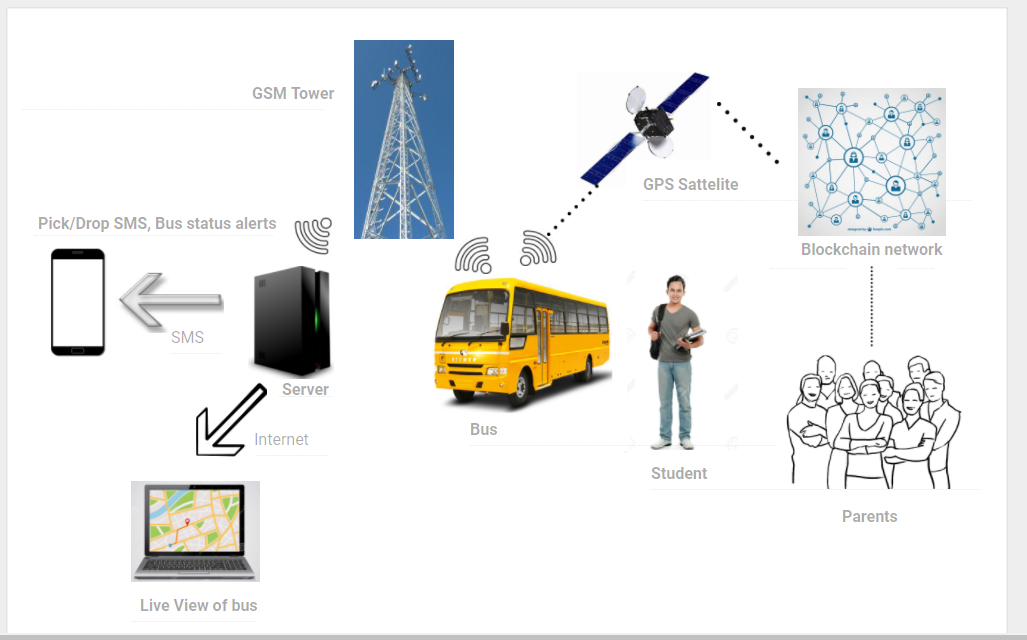 GSM Tower
GPS Sattelite
Pick/Drop SMS, Bus status alerts
Blockchain network
SMS
Server
Bus
Internet
Student
Parents
Live View of bus